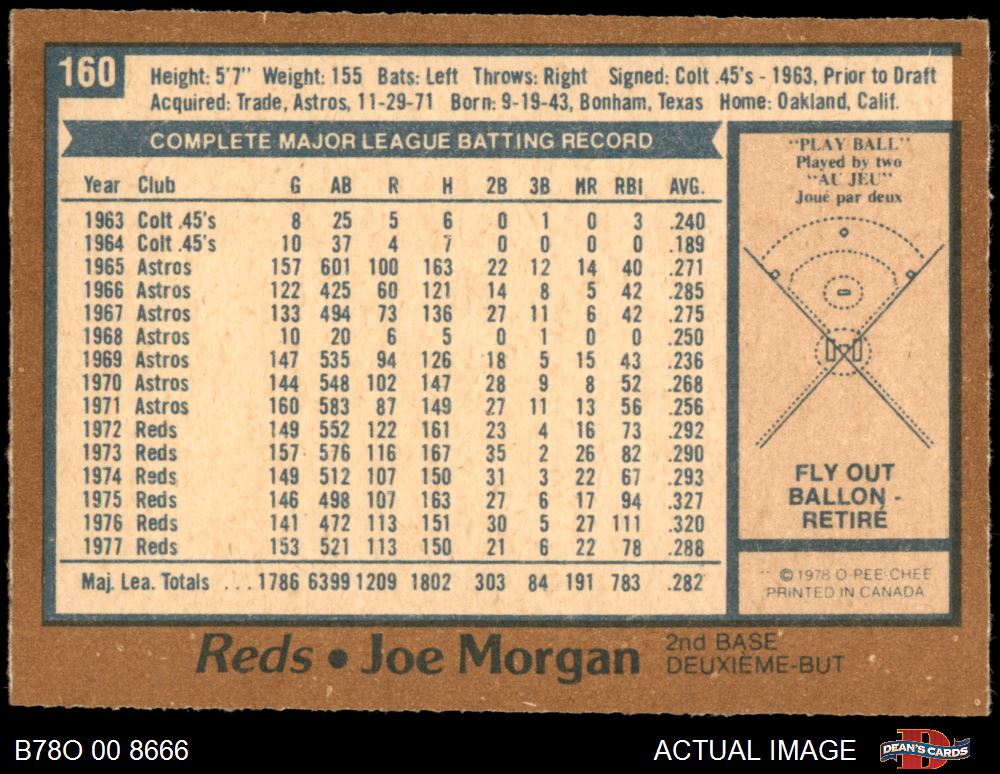 160
Height: 5'7" Weight: 155 Bats: Left Throws: Right Signed: Colt .45's - 1963, Prior to Draft
Acquired: Trade, Astros, 11-29-71 Born: 9-19-43, Bonham, Texas Home: Oakland, Calif.
COMPLETE MAJOR LEAGUE BATTING RECORD
Year Club G AB R H 2B 3B HR RBI AVG.
1963 Colt .45's 8 25 5 6 0 1 0 3 .240
1964 Colt .45's 10 37 4 7 0 0 0 0 .189
1965 Astros 157 601 100 163 22 12 14 40 .271
1966 Astros 122 425 60 121 14 8 5 42 .285
1967 Astros 133 494 73 136 27 11 6 42 .275
1968 Astros 10 20 6 5 0 1 0 0 .250
1969 Astros 147 535 94 126 18 5 15 43 .236
1970 Astros 144 548 102 147 28 9 8 52 .268
1971 Astros 160 583 87 149 27 11 13 56 .256
1972 Reds 149 552 122 161 23 4 16 73 .292
1973 Reds 157 576 116 167 35 2 26 82 .290
1974 Reds 149 512 107 150 31 3 22 67 .293
1975 Reds 146 498 107 163 27 6 17 94 .327
1976 Reds 141 472 113 151 30 5 27 111 .320
1977 Reds 153 521 113 150 21 6 22 78 .288
Maj. Lea. Totals ... 1786 6399 1209 1802 303 84 191 783 .282
"PLAY BALL"
Played by two
"AU JEU"
Joué par deux
FLY OUT
BALLON -
RETIRÉ
© 1978 O-PEE-CHEE
PRINTED IN CANADA
Reds • Joe Morgan
2nd BASE
DEUXIÈME-BUT
B78O 00 8666
ACTUAL IMAGE
DEAN'S CARDS